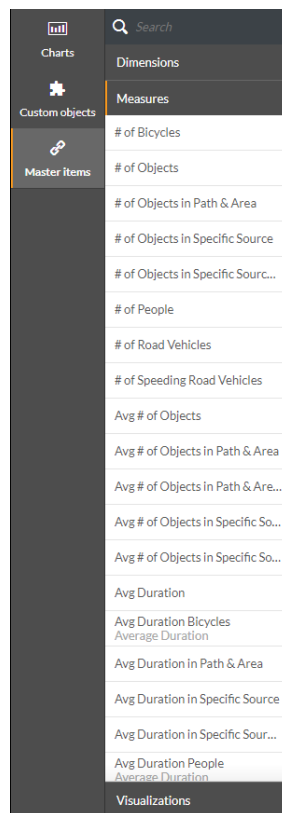 Charts
Custom objects
Master items
Search
Dimensions
Measures
# of Bicycles
# of Objects
# of Objects in Path & Area
# of Objects in Specific Source
# of Objects in Specific Sourc...
# of People
# of Road Vehicles
# of Speeding Road Vehicles
Avg # of Objects
Avg # of Objects in Path & Area
Avg # of Objects in Path & Are...
Avg # of Objects in Specific So...
Avg # of Objects in Specific So...
Avg Duration
Avg Duration Bicycles
Average Duration
Avg Duration in Path & Area
Avg Duration in Specific Source
Avg Duration in Specific Sour...
Avg Duration People
Average Duration
Visualizations